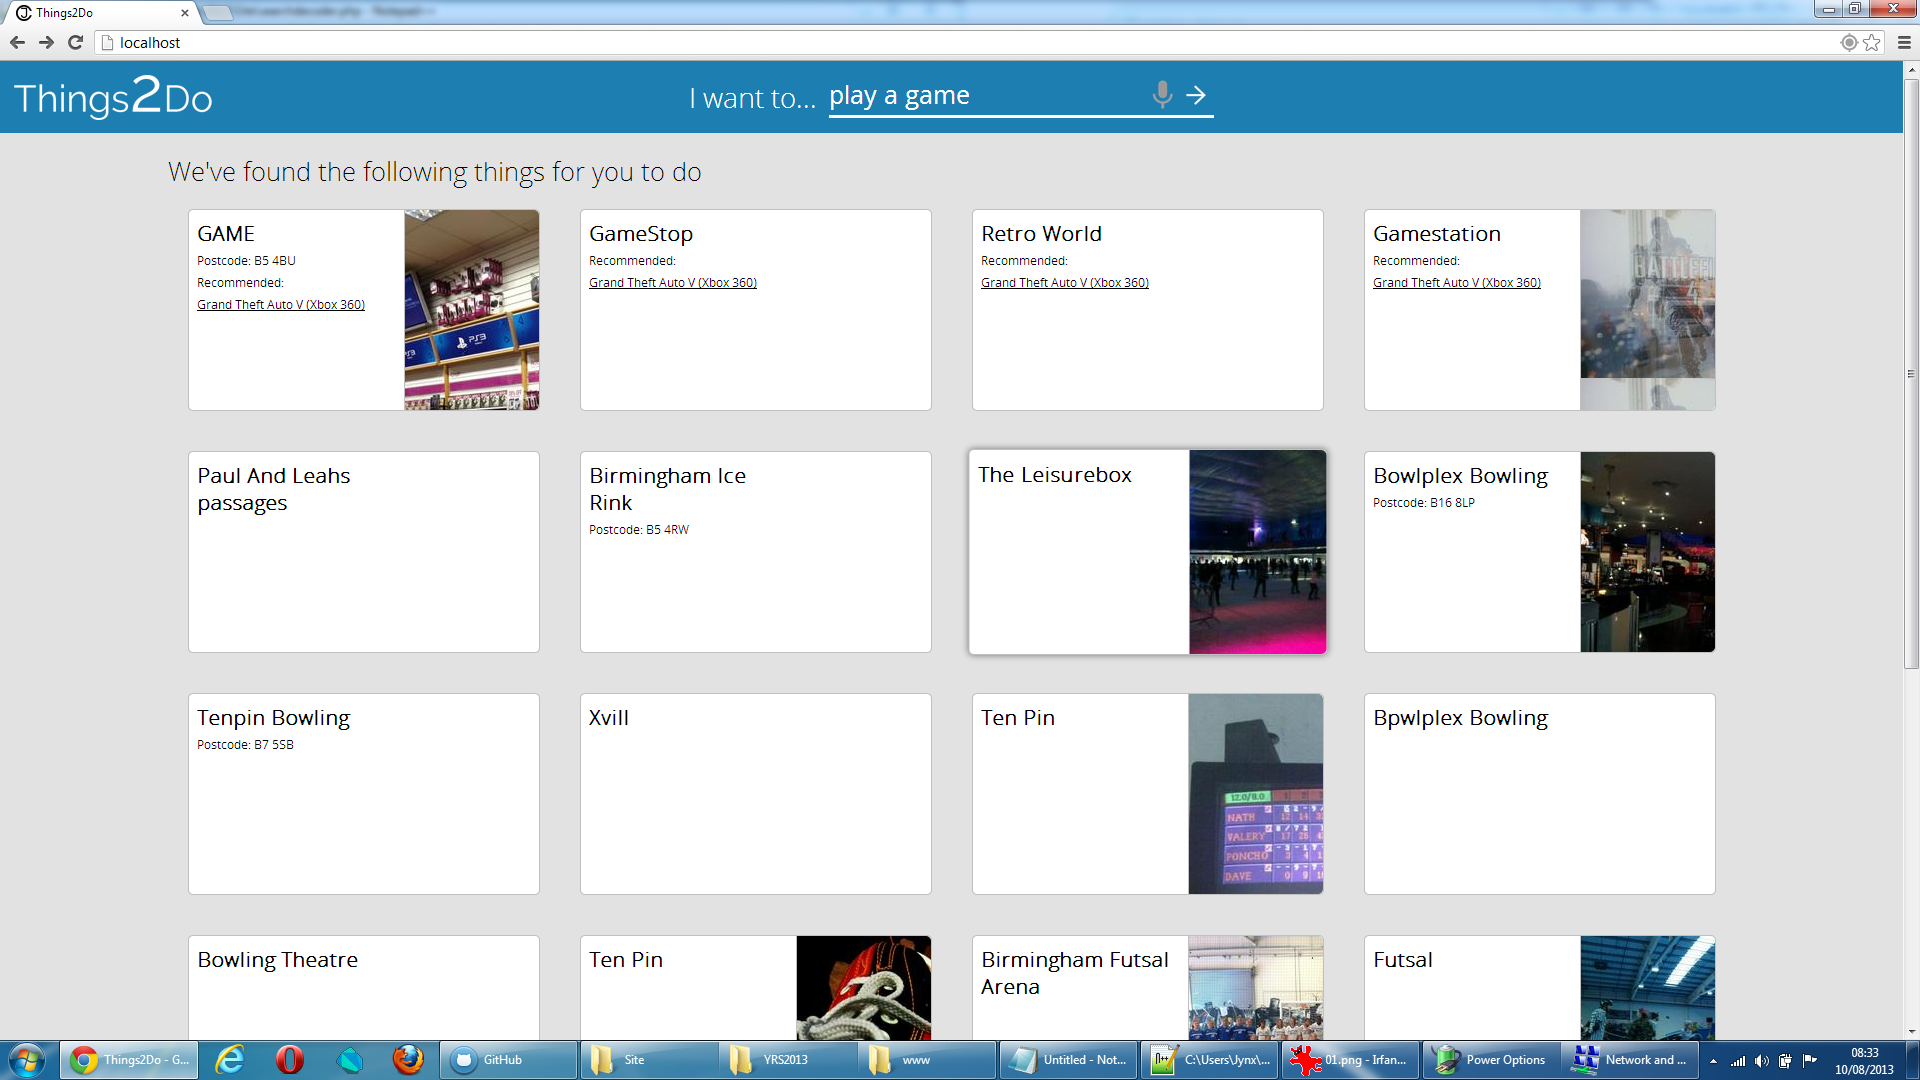 Things2Do
localhost
Things2Do
I want to... play a game
We've found the following things for you to do
GAME
Postcode: B5 4BU
Recommended:
Grand Theft Auto V (Xbox 360)
GameStop
Recommended:
Grand Theft Auto V (Xbox 360)
Retro World
Recommended:
Grand Theft Auto V (Xbox 360)
Gamestation
Recommended:
Grand Theft Auto V (Xbox 360)
PS3
Paul And Leahs
passages
Birmingham Ice
Rink
Postcode: B5 4RW
The Leisurebox
Bowlplex Bowling
Postcode: B16 8LP
Tenpin Bowling
Postcode: B7 5SB
Xvill
Ten Pin
NATH
VALERY
PONCHO
DAVE
Bpwlplex Bowling
Bowling Theatre
Ten Pin
Birmingham Futsal
Arena
Futsal
Things2Do - G...
GitHub
Site
YRS2013
www
Untitled - Not...
C:\Users\Jynx\...
01.png - Irfan...
Power Options
Network and ...
08:33
10/08/2013